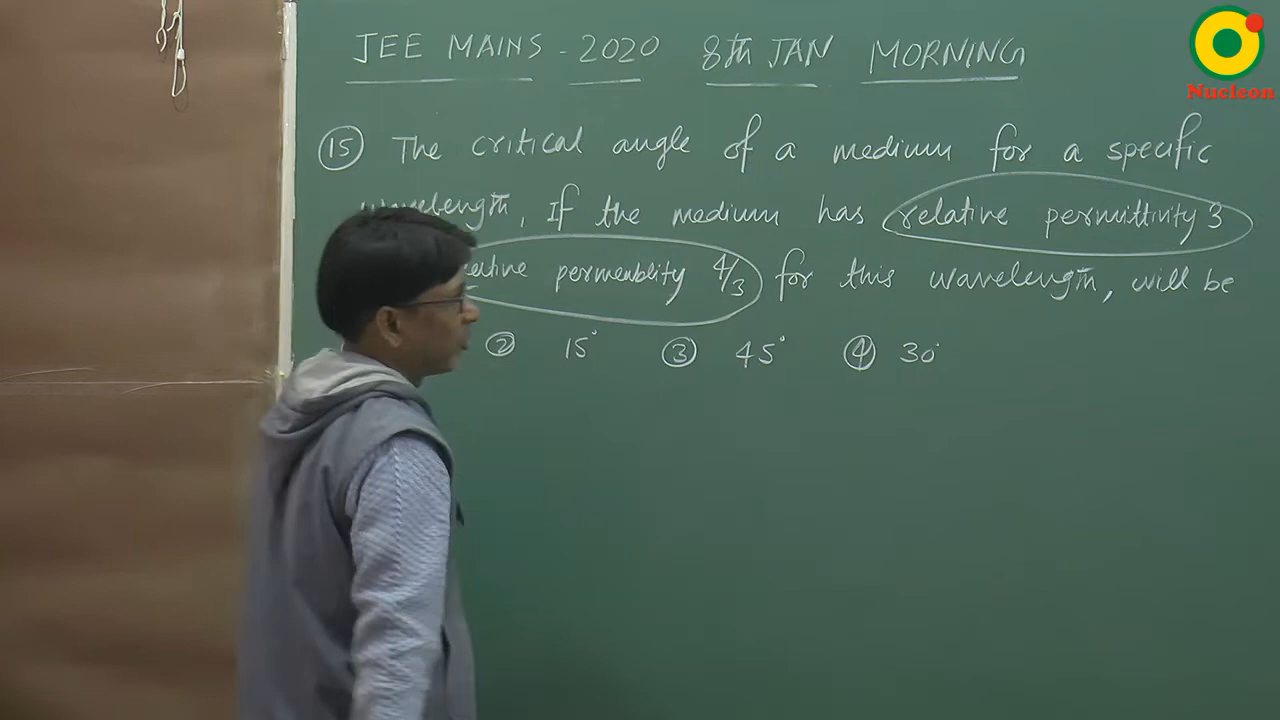 JEE MAINS - 2020 8th JAN MORNING
Nucleon
15 The critical angle of a medium for a specific
wavelength, If the medium has relative permittivity 3
permeablity 4/3 for this wavelength, will be
2 15° 3 45° 4 30°